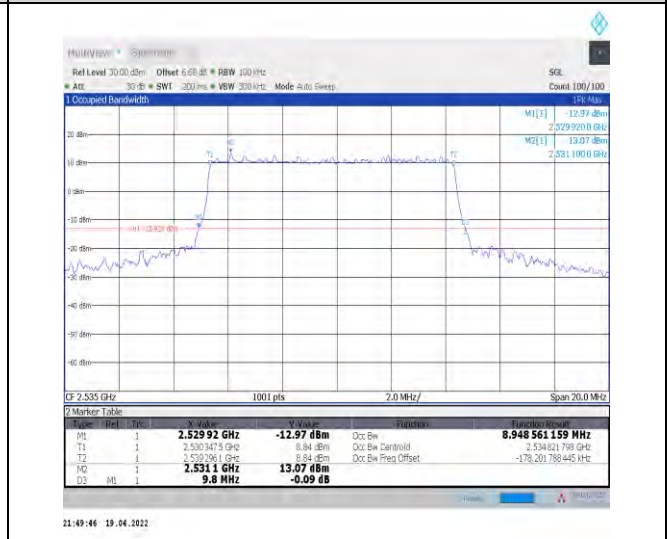 MultiView Spectrum
Ref Level 30.00 dBm Offset 6.68 dB RBW 100 kHz SGL
Att 30 dB SWT 200 ms VBW 300 kHz Mode Auto Sweep Count 100/100
1 Occupied Bandwidth 1Pk Max
M1[1] -12.97 dBm
2.529920 0 GHz
M2[1] 13.07 dBm
2.531 100 0 GHz
20 dBm
10 dBm
0 dBm
-10 dBm
-20 dBm
-30 dBm
-40 dBm
-50 dBm
-60 dBm
T1
M2
T2
M1
D3
CF 2.535 GHz 1001 pts 2.0 MHz/ Span 20.0 MHz
2 Marker Table
Type Ref Trc X-Value Y-Value Function Function Result
M1 1 2.529 92 GHz -12.97 dBm Occ Bw 8.948 561 159 MHz
T1 1 2.530 347 5 GHz 8.84 dBm Occ Bw Centroid 2.534 821 798 GHz
T2 1 2.539 296 1 GHz 8.84 dBm Occ Bw Freq Offset -178.201 788 445 kHz
M2 1 2.531 1 GHz 13.07 dBm
D3 M1 1 9.8 MHz -0.09 dB
21:49:46 19.04.2022